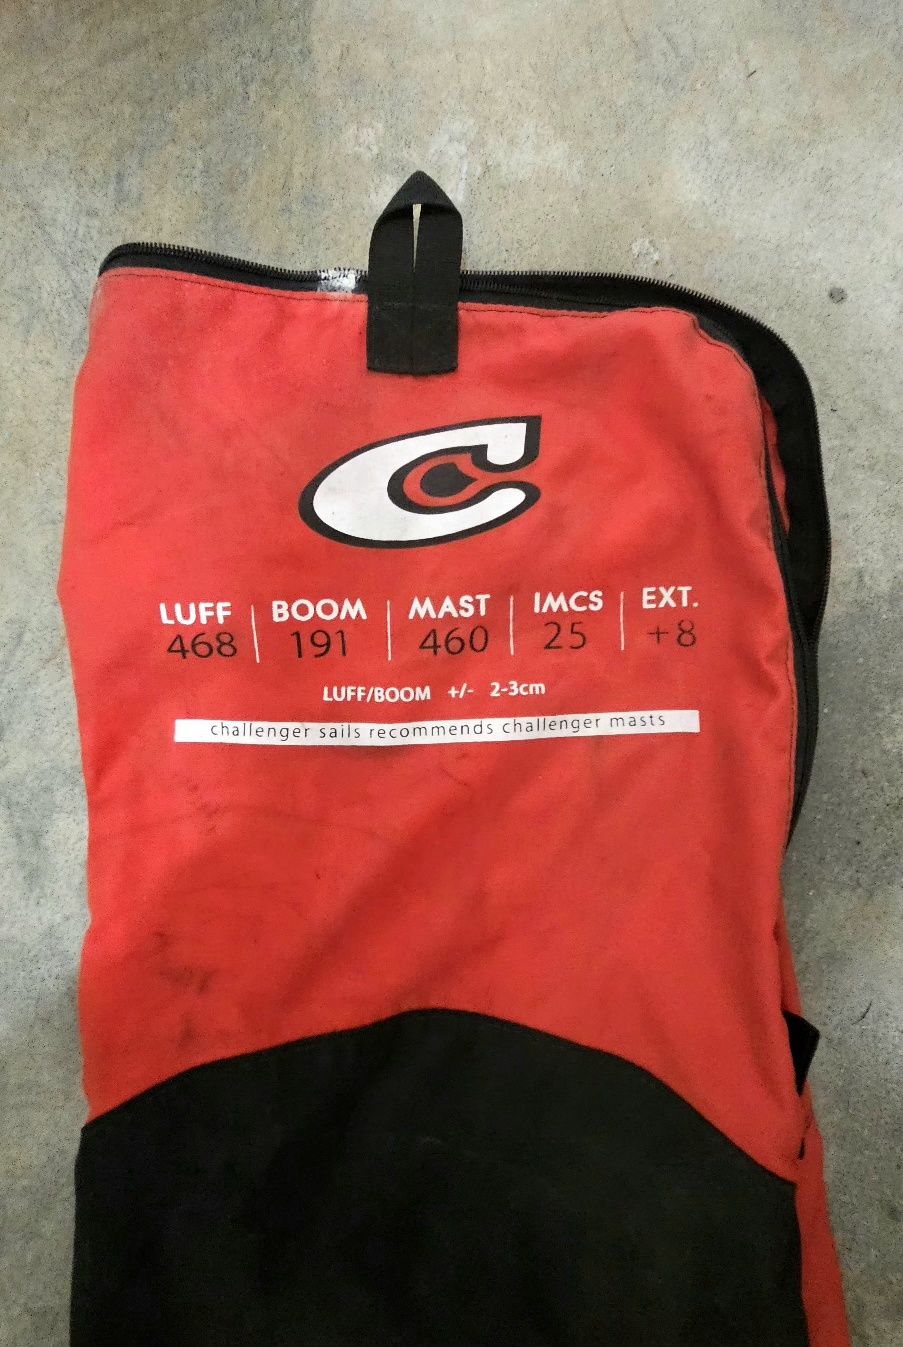 LUFF BOOM MAST IMCS EXT.
468 191 460 25 +8
LUFF/BOOM +/- 2-3cm
challenger sails recommends challenger masts